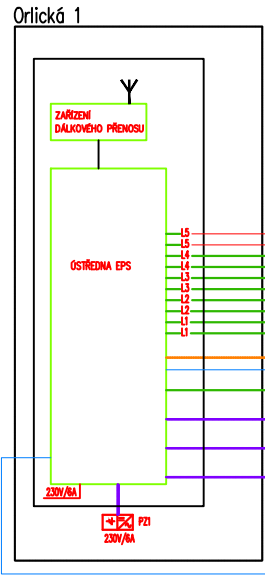 Orlická 1
ZAŘÍZENÍ
DÁLKOVÉHO PŘENOSU
ÚSTŘEDNA EPS
L5
L5
L4
L4
L3
L3
L2
L2
L1
L1
230V/6A
PZ1
230V/6A